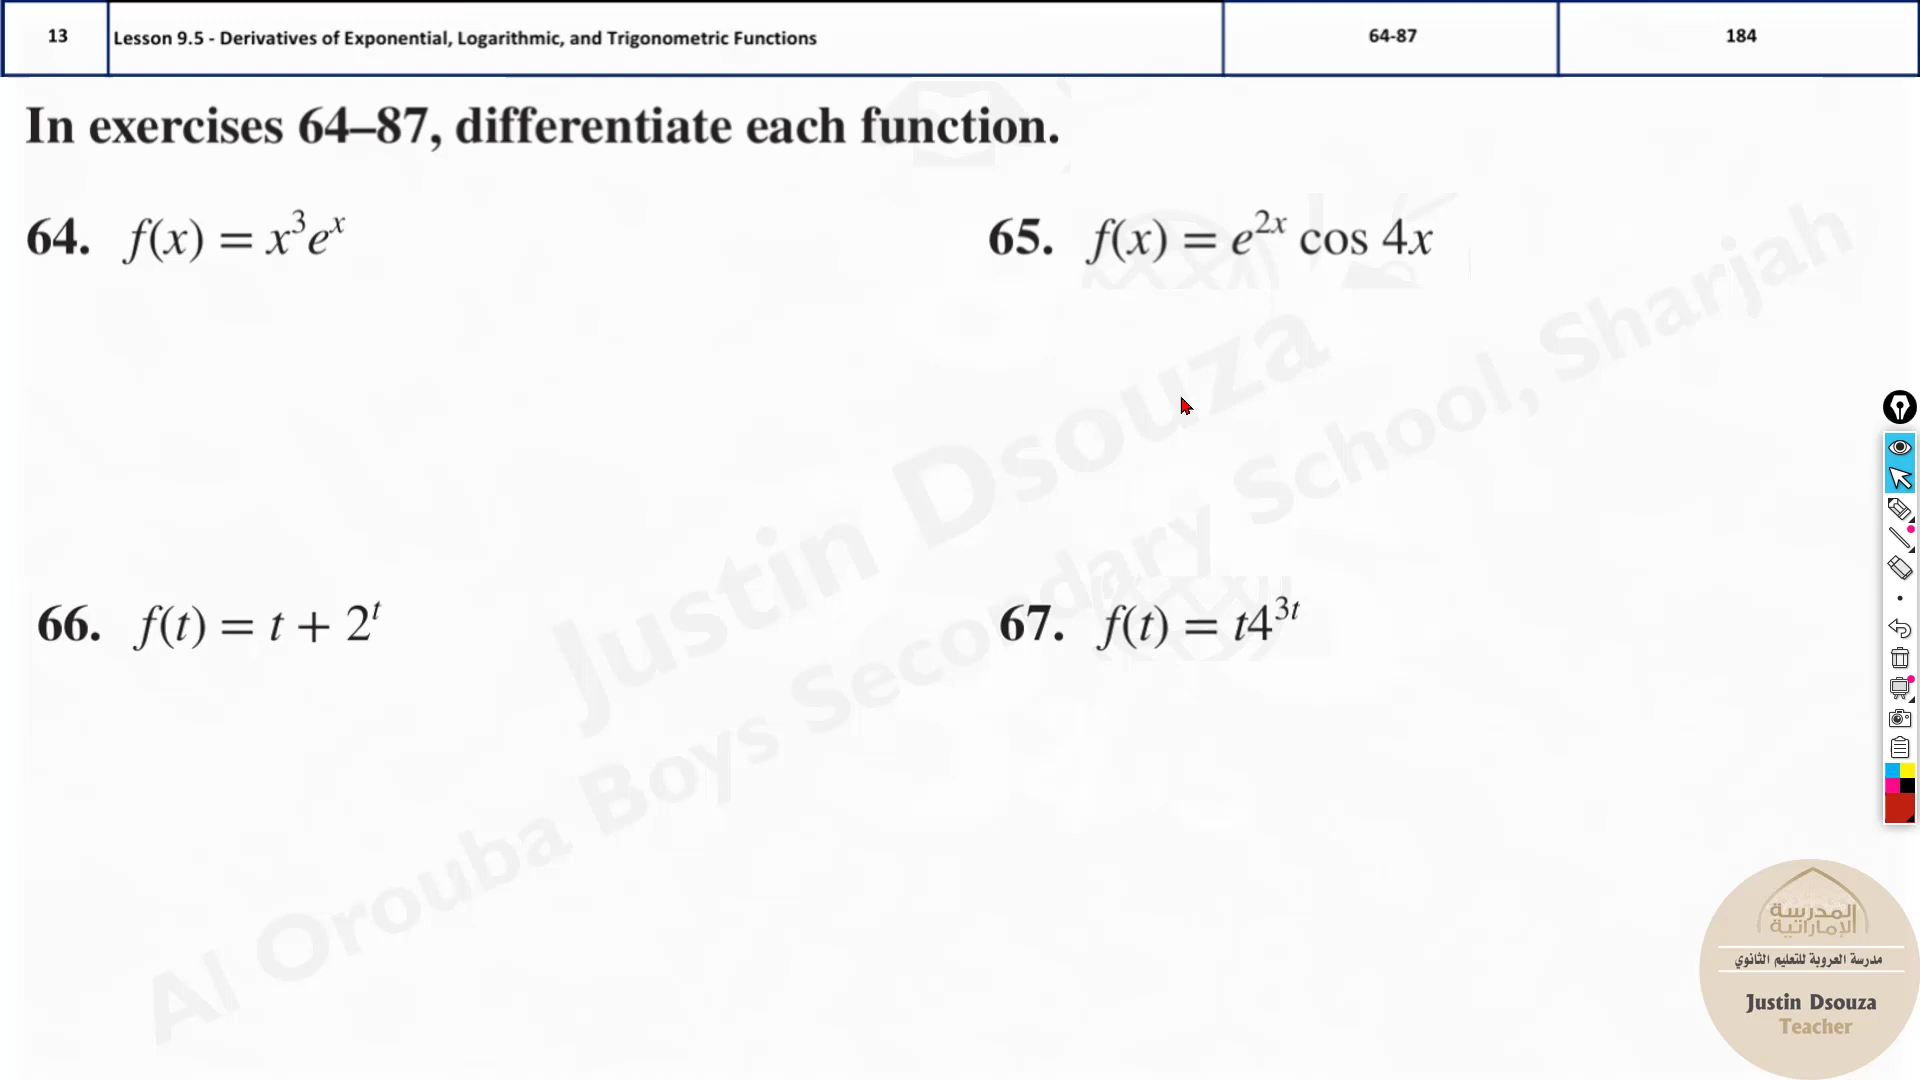 13 Lesson 9.5 - Derivatives of Exponential, Logarithmic, and Trigonometric Functions 64-87 184
In exercises 64–87, differentiate each function.
64. f(x) = x³eˣ 65. f(x) = e²ˣ cos 4x
66. f(t) = t + 2ᵗ 67. f(t) = t4³ᵗ
Justin Dsouza
Al Orouba Boys Secondary School, Sharjah
المدرسة
الإماراتية
مدرسة العروبة للتعليم الثانوي
Justin Dsouza
Teacher